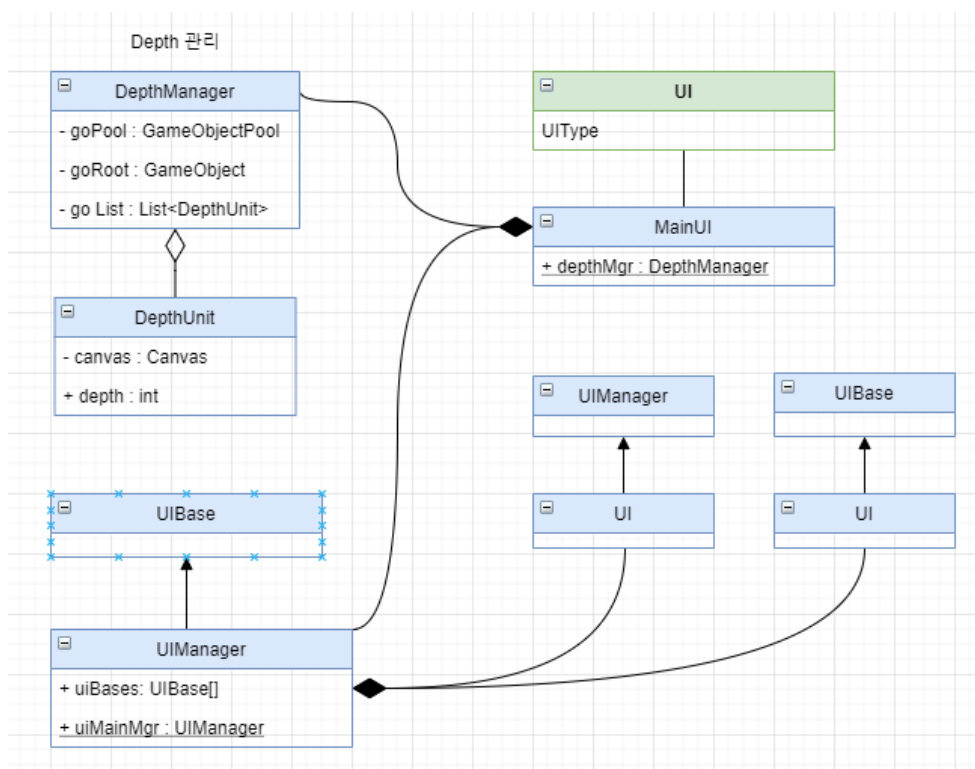 Depth 관리
DepthManager
- goPool : GameObjectPool
- goRoot : GameObject
- go List : List<DepthUnit>
DepthUnit
- canvas : Canvas
+ depth : int
UI
UIType
MainUI
+ depthMgr : DepthManager
UIManager
UIBase
UI
UI
UIBase
UIManager
+ uiBases: UIBase[]
+ uiMainMgr : UIManager